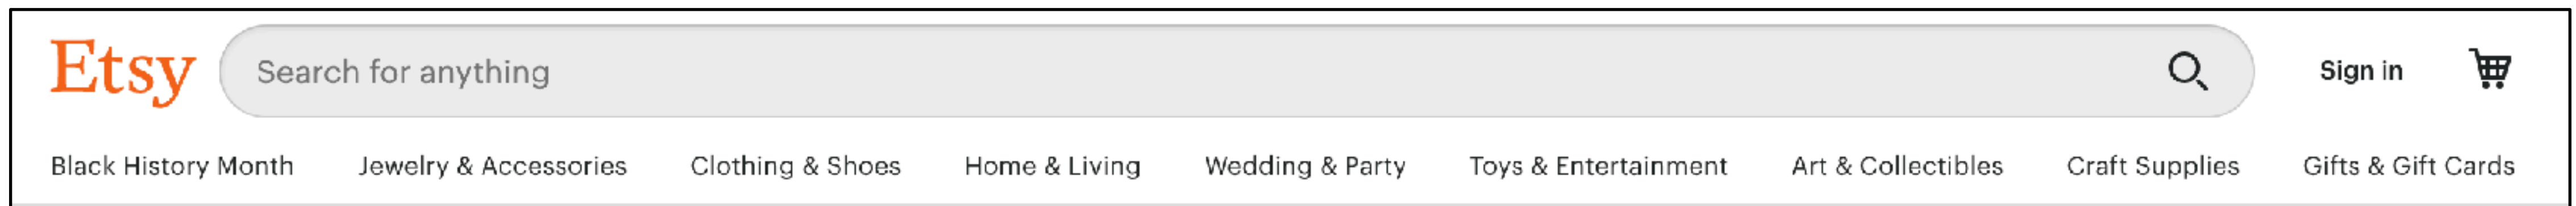 Etsy
Search for anything
Sign in
Black History Month Jewelry & Accessories Clothing & Shoes Home & Living Wedding & Party Toys & Entertainment Art & Collectibles Craft Supplies Gifts & Gift Cards